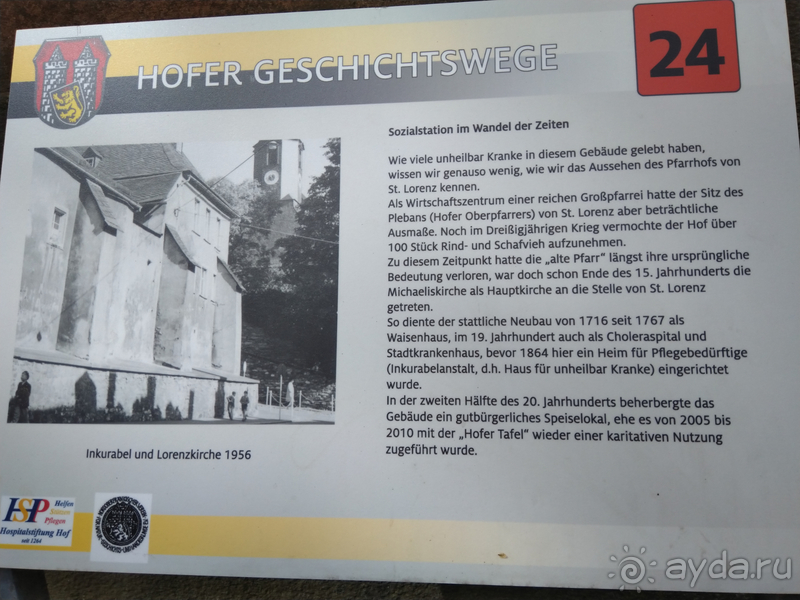 HOFER GESCHICHTSWEGE
24
Sozialstation im Wandel der Zeiten
Wie viele unheilbar Kranke in diesem Gebäude gelebt haben,
wissen wir genauso wenig, wie wir das Aussehen des Pfarrhofs von
St. Lorenz kennen.
Als Wirtschaftszentrum einer reichen Großpfarrei hatte der Sitz des
Plebans (Hofer Oberpfarrers) von St. Lorenz aber beträchtliche
Ausmaße. Noch im Dreißigjährigen Krieg vermochte der Hof über
100 Stück Rind- und Schafvieh aufzunehmen.
Zu diesem Zeitpunkt hatte die „alte Pfarr“ längst ihre ursprüngliche
Bedeutung verloren, war doch schon Ende des 15. Jahrhunderts die
Michaeliskirche als Hauptkirche an die Stelle von St. Lorenz
getreten.
So diente der stattliche Neubau von 1716 seit 1767 als
Waisenhaus, im 19. Jahrhundert auch als Choleraspital und
Stadtkrankenhaus, bevor 1864 hier ein Heim für Pflegebedürftige
(Inkurabelanstalt, d.h. Haus für unheilbar Kranke) eingerichtet
wurde.
In der zweiten Hälfte des 20. Jahrhunderts beherbergte das
Gebäude ein gutbürgerliches Speiselokal, ehe es von 2005 bis
2010 mit der „Hofer Tafel“ wieder einer karitativen Nutzung
zugeführt wurde.
Inkurabel und Lorenzkirche 1956
HSP
Helfen
Stützen
Pflegen
Hospitalstiftung Hof
seit 1264
ayda.ru